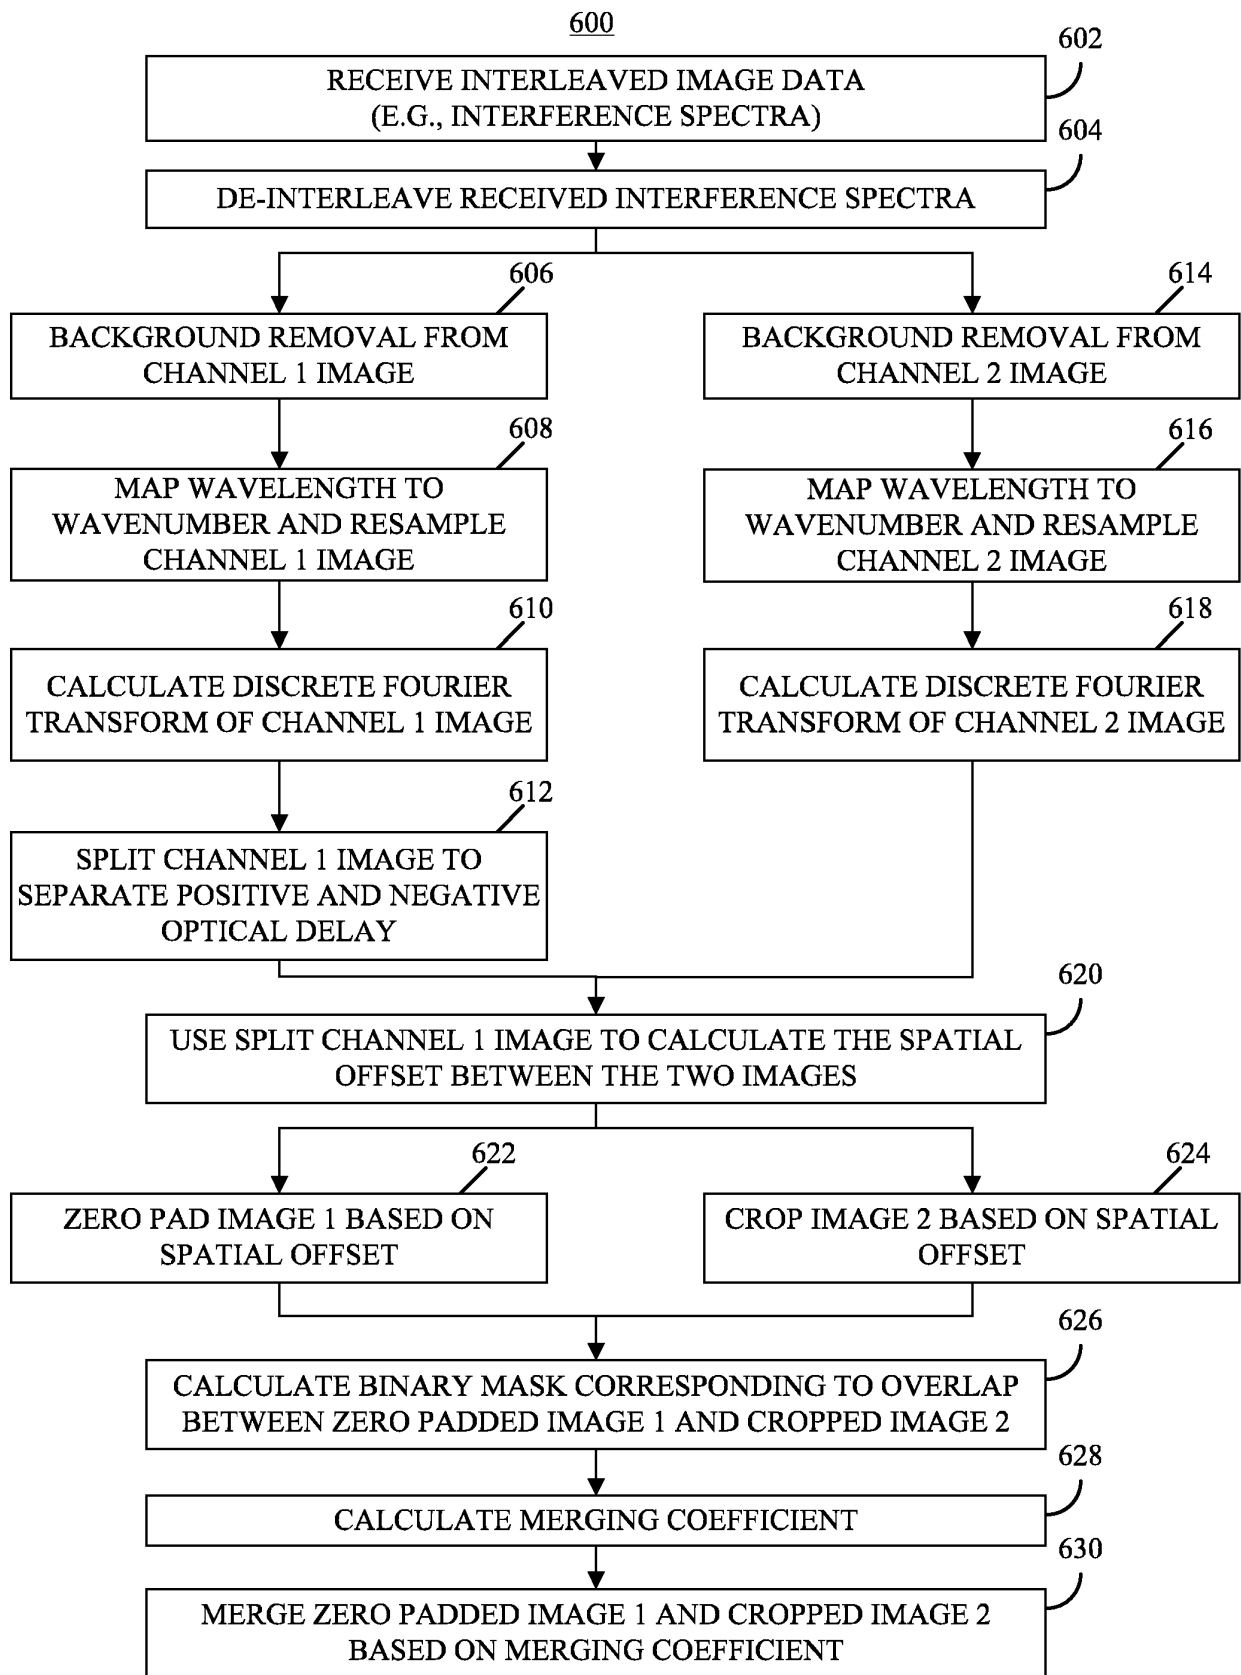 600
602
RECEIVE INTERLEAVED IMAGE DATA
(E.G., INTERFERENCE SPECTRA)
604
DE-INTERLEAVE RECEIVED INTERFERENCE SPECTRA
606
BACKGROUND REMOVAL FROM
CHANNEL 1 IMAGE
614
BACKGROUND REMOVAL FROM
CHANNEL 2 IMAGE
608
MAP WAVELENGTH TO
WAVENUMBER AND RESAMPLE
CHANNEL 1 IMAGE
616
MAP WAVELENGTH TO
WAVENUMBER AND RESAMPLE
CHANNEL 2 IMAGE
610
CALCULATE DISCRETE FOURIER
TRANSFORM OF CHANNEL 1 IMAGE
618
CALCULATE DISCRETE FOURIER
TRANSFORM OF CHANNEL 2 IMAGE
612
SPLIT CHANNEL 1 IMAGE TO
SEPARATE POSITIVE AND NEGATIVE
OPTICAL DELAY
620
USE SPLIT CHANNEL 1 IMAGE TO CALCULATE THE SPATIAL
OFFSET BETWEEN THE TWO IMAGES
622
ZERO PAD IMAGE 1 BASED ON
SPATIAL OFFSET
624
CROP IMAGE 2 BASED ON SPATIAL
OFFSET
626
CALCULATE BINARY MASK CORRESPONDING TO OVERLAP
BETWEEN ZERO PADDED IMAGE 1 AND CROPPED IMAGE 2
628
CALCULATE MERGING COEFFICIENT
630
MERGE ZERO PADDED IMAGE 1 AND CROPPED IMAGE 2
BASED ON MERGING COEFFICIENT